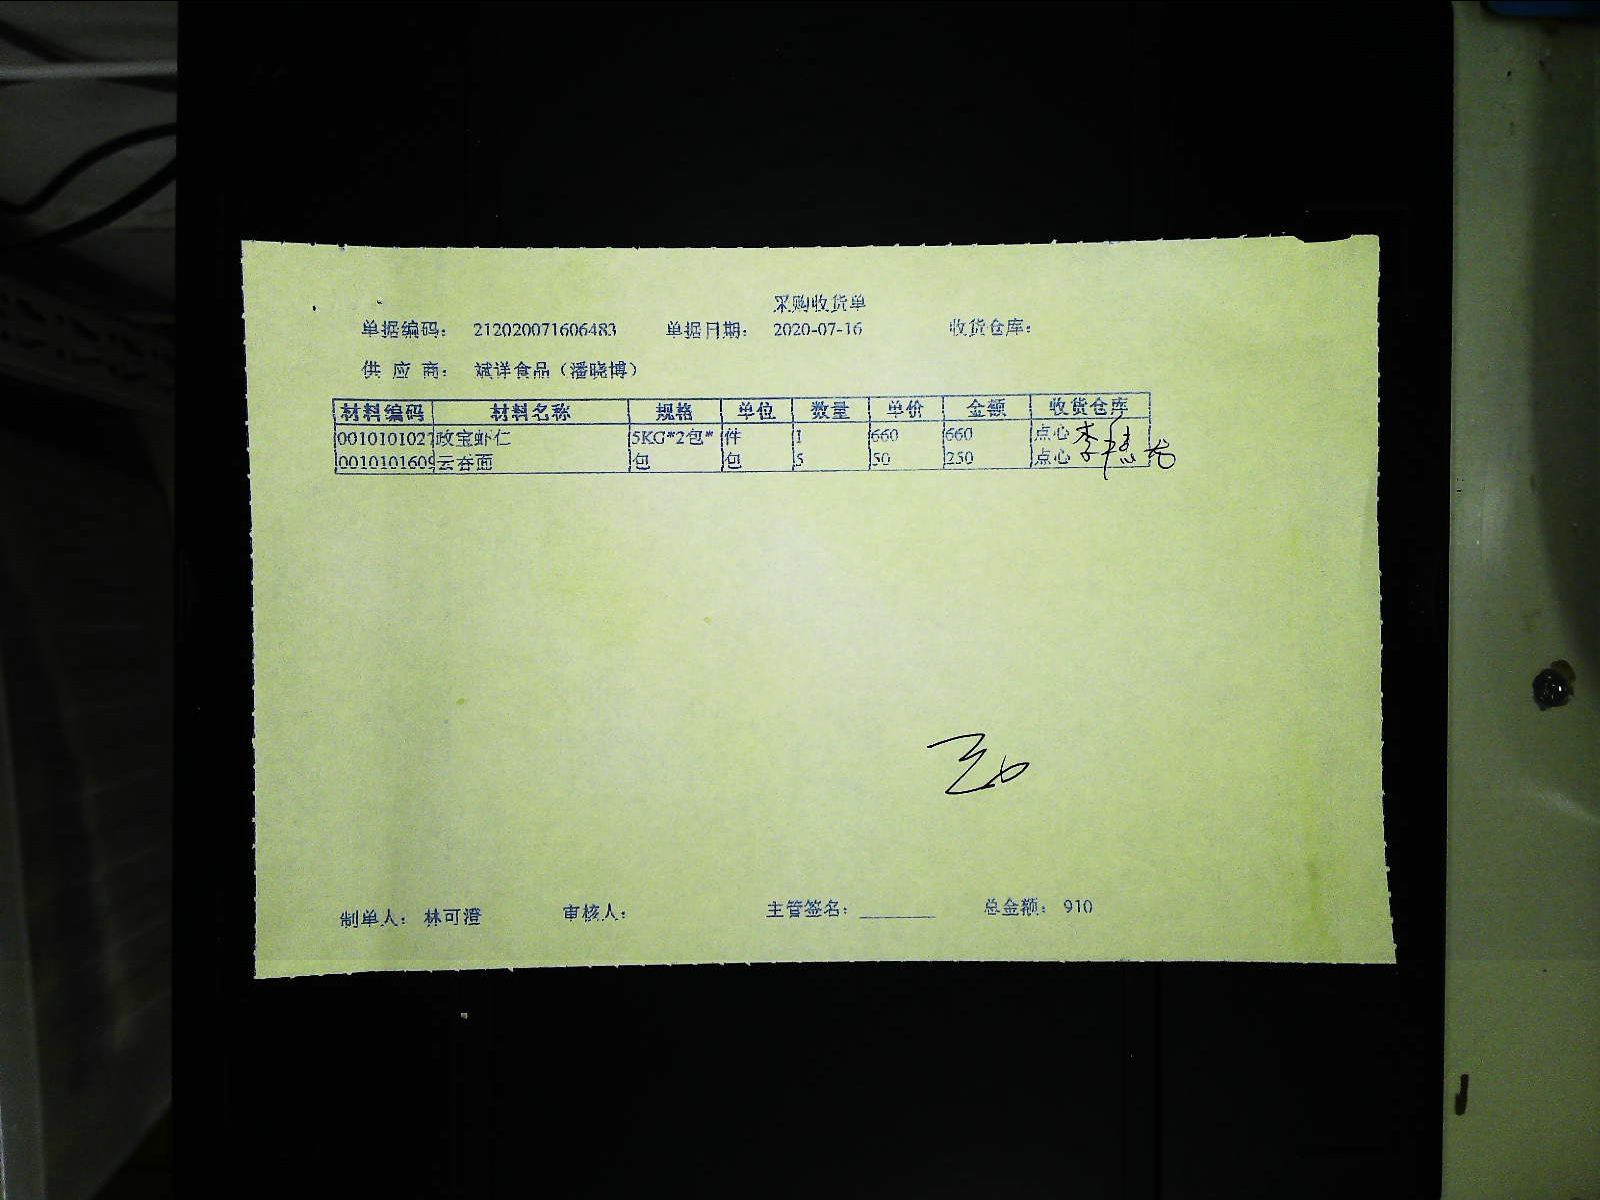 采购收货单
单据编码： 212020071606483 单据日期： 2020-07-16 收货仓库：
供 应 商： 斌洋食品（潘晓博）
材料编码 材料名称 规格 单位 数量 单价 金额 收货仓库
0010101027 政宝虾仁 5KG*2包* 件 1 660 660 点心
0010101609 云吞面 包 包 5 50 250 点心
制单人： 林可澄 审核人： 主管签名： 总金额： 910